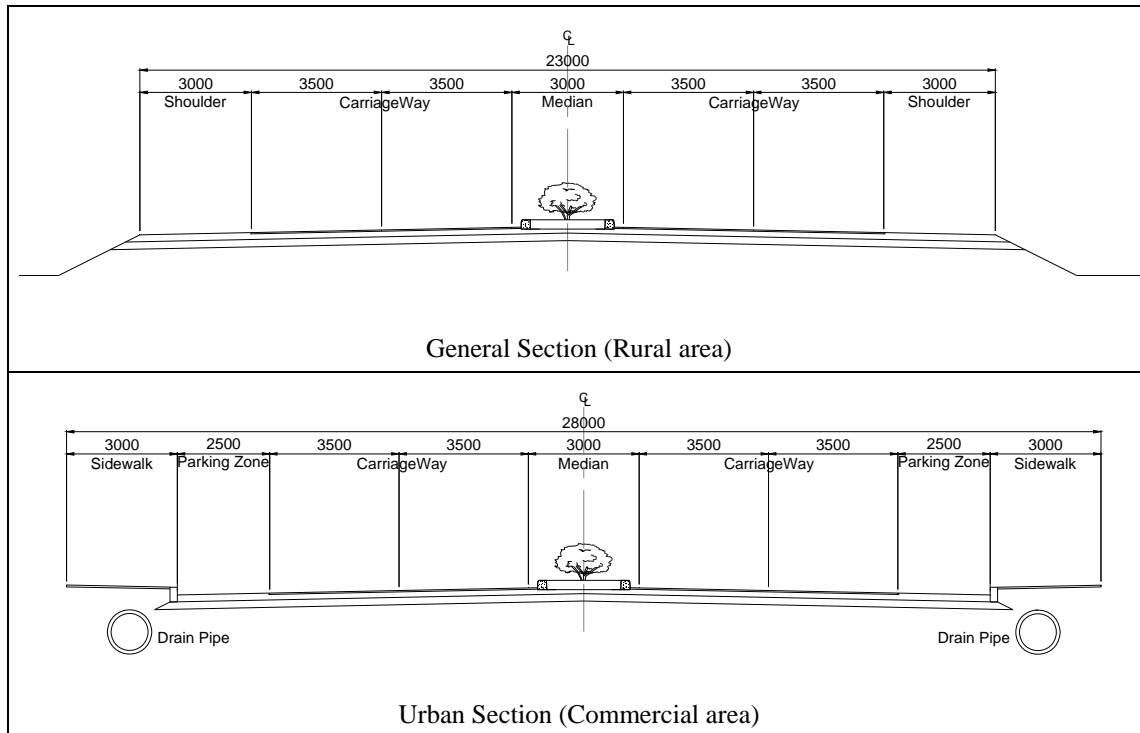 CL
23000
3000 3500 3500 3000 3500 3500 3000
Shoulder CarriageWay Median CarriageWay Shoulder
General Section (Rural area)
CL
28000
3000 2500 3500 3500 3000 3500 3500 2500 3000
Sidewalk Parking Zone CarriageWay Median CarriageWay Parking Zone Sidewalk
Drain Pipe Drain Pipe
Urban Section (Commercial area)